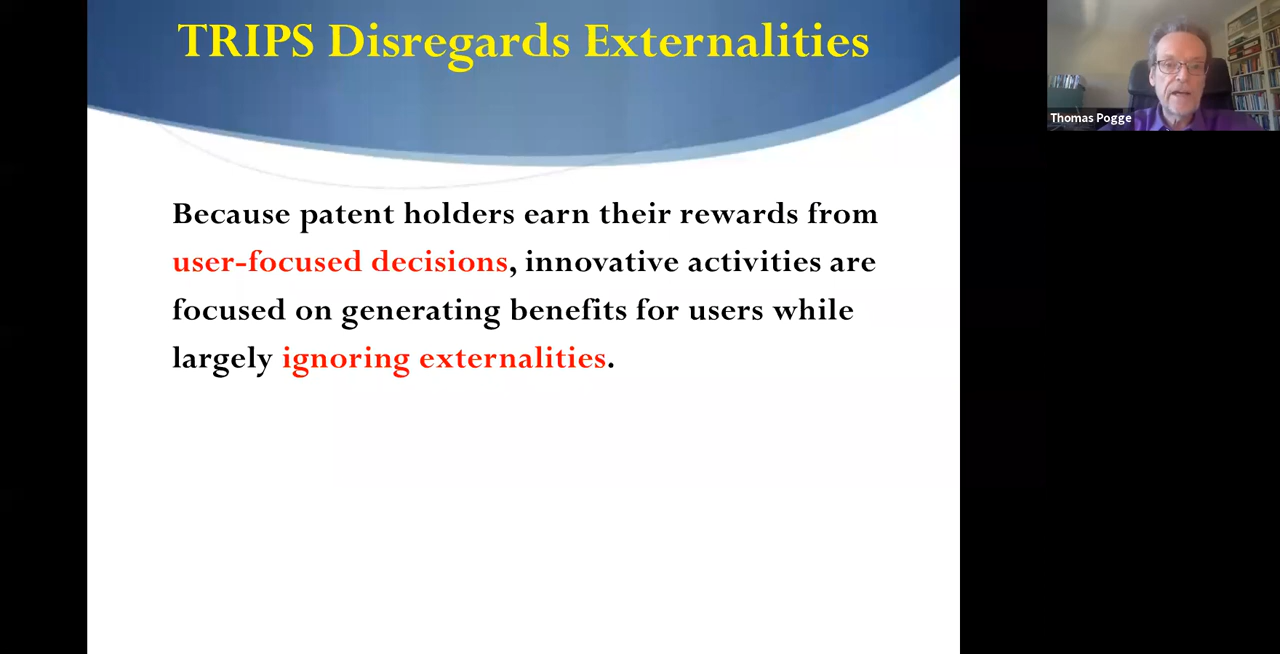 TRIPS Disregards Externalities
Thomas Pogge
Because patent holders earn their rewards from
user-focused decisions, innovative activities are
focused on generating benefits for users while
largely ignoring externalities.